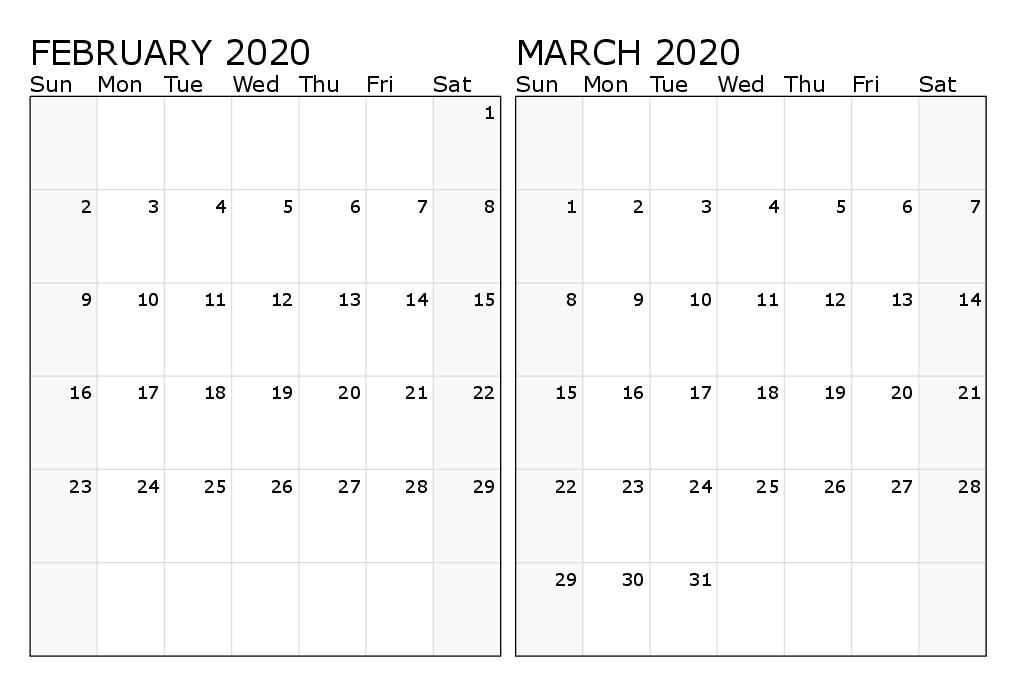 FEBRUARY 2020
Sun Mon Tue Wed Thu Fri Sat
1
2 3 4 5 6 7 8
9 10 11 12 13 14 15
16 17 18 19 20 21 22
23 24 25 26 27 28 29
MARCH 2020
Sun Mon Tue Wed Thu Fri Sat
1 2 3 4 5 6 7
8 9 10 11 12 13 14
15 16 17 18 19 20 21
22 23 24 25 26 27 28
29 30 31